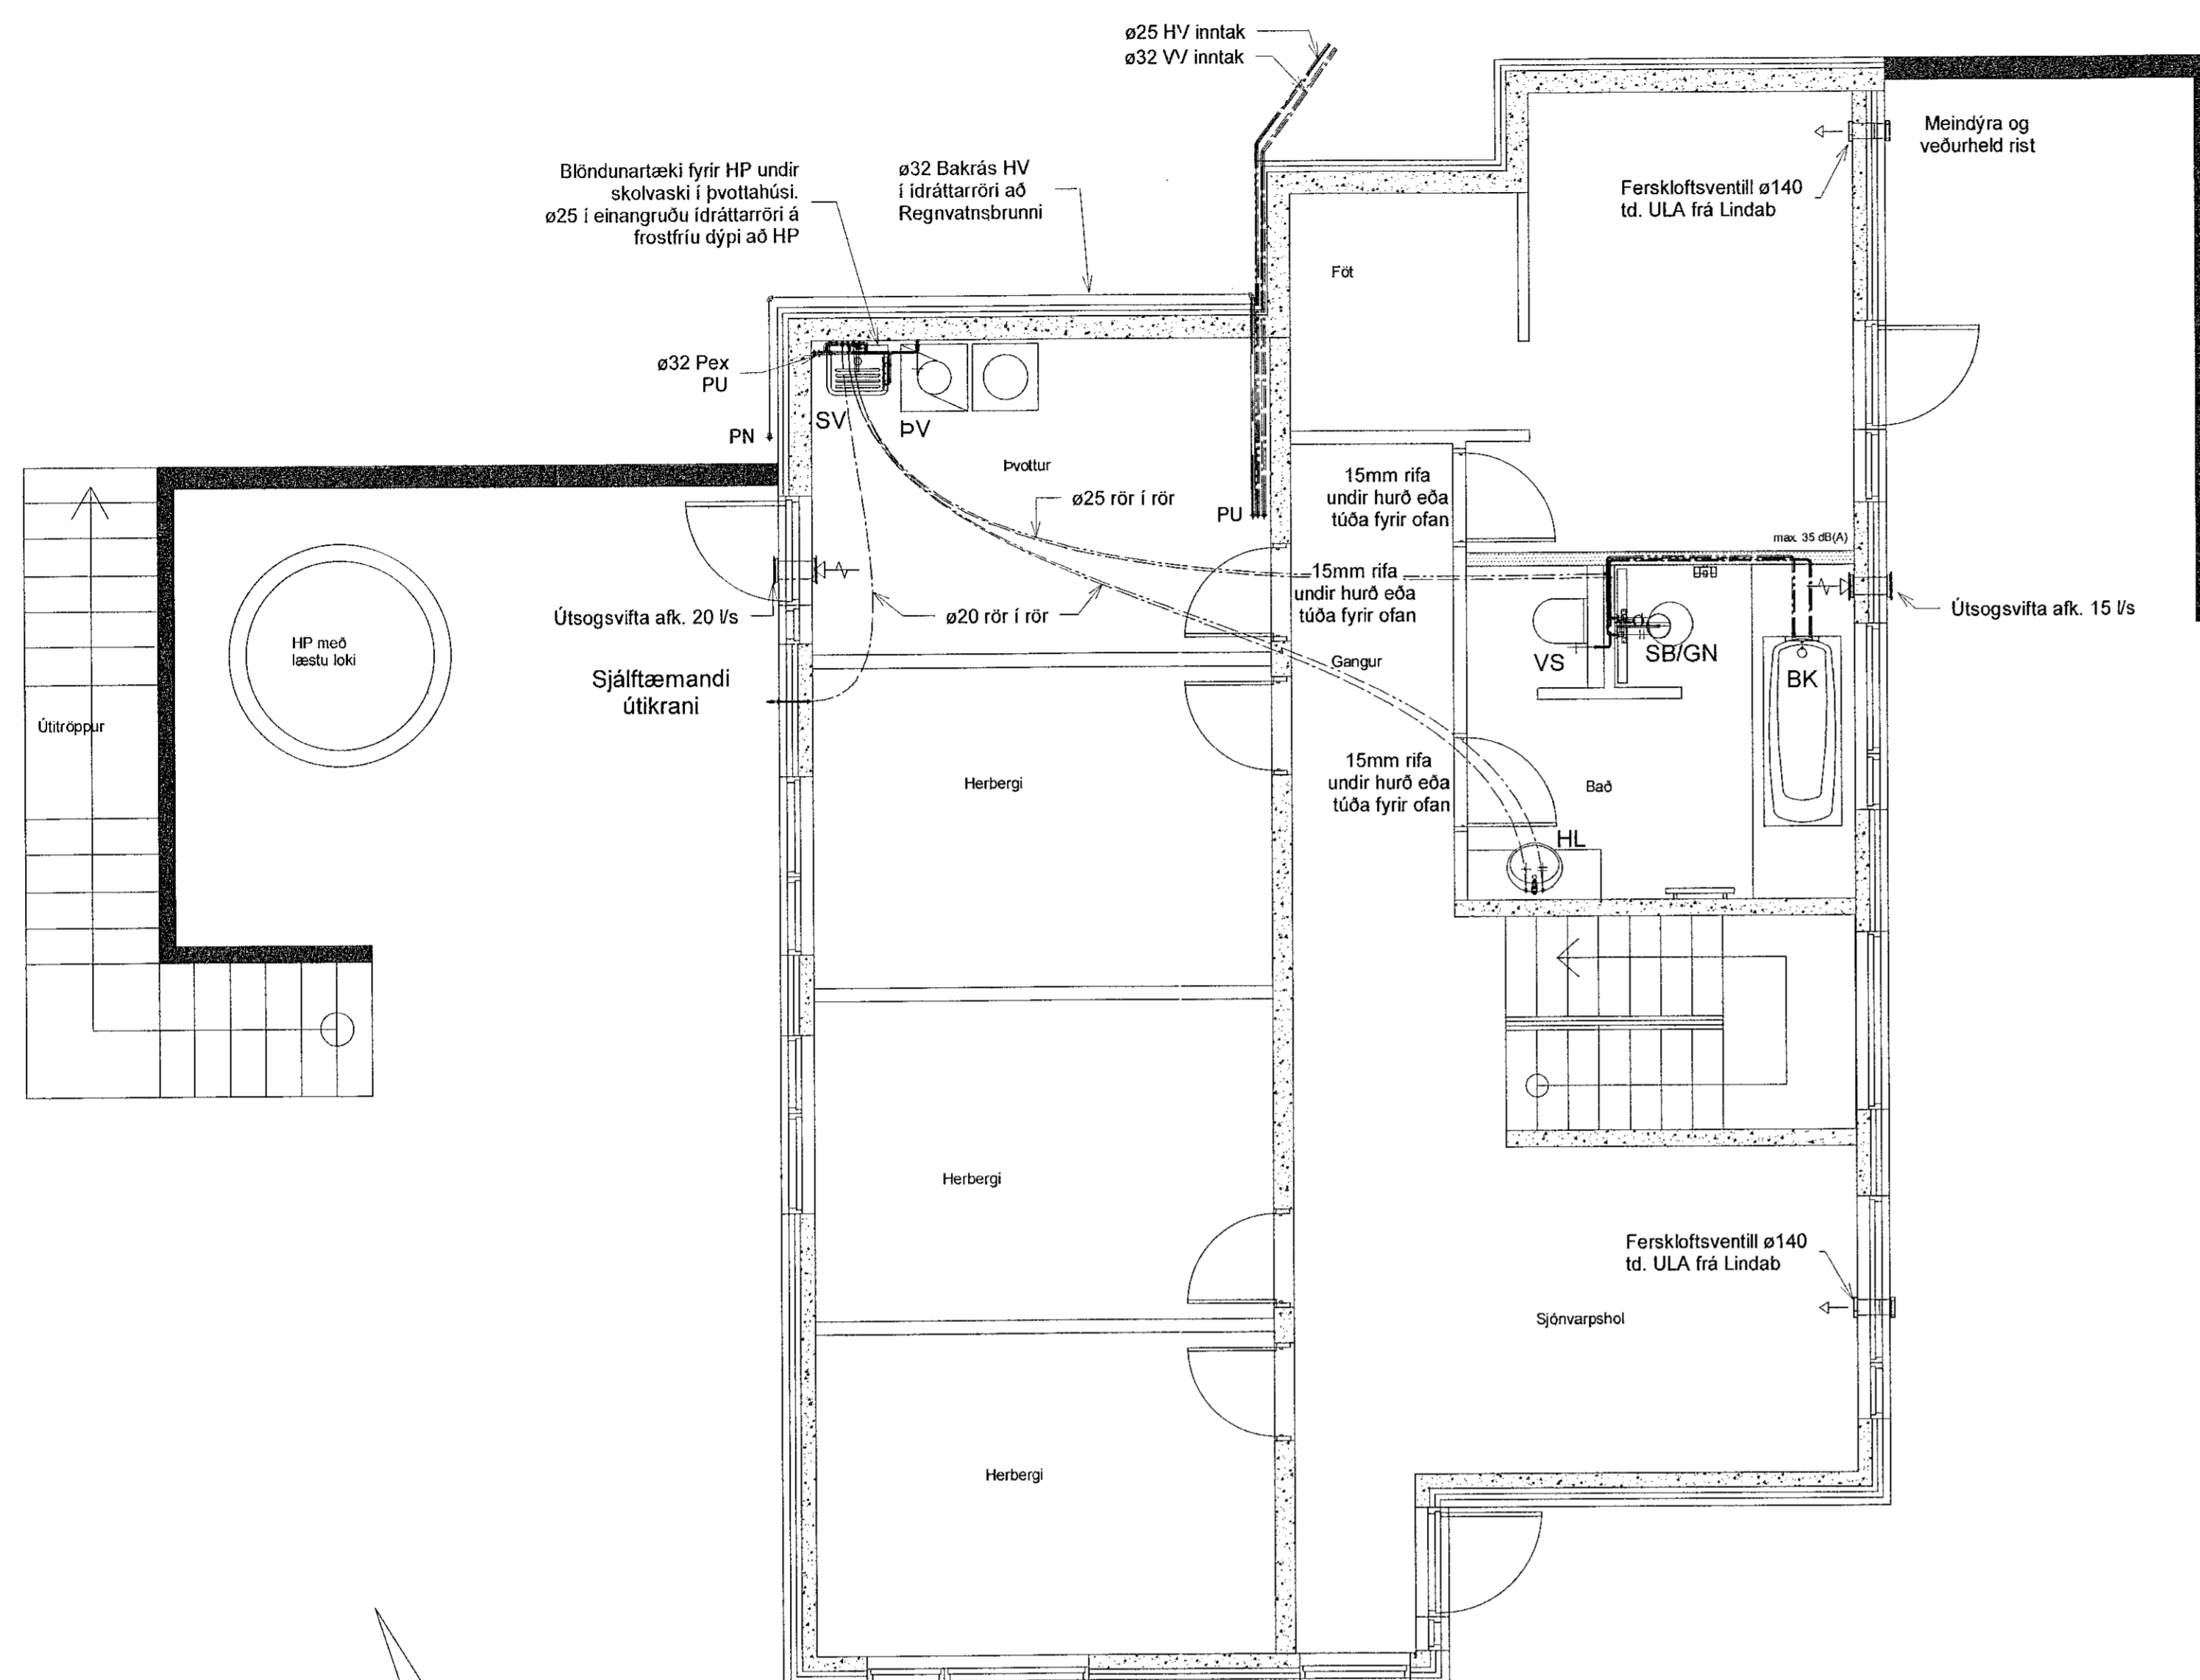 ø25 HV inntak
ø32 VV inntak
Meindýra og
veðurheld rist
Blöndunartæki fyrir HP undir
skolvaski í þvottahúsi.
ø25 í einangruðu ídráttarröri á
frostfríu dýpi að HP
ø32 Bakrás HV
í ídráttarröri að
Regnvatnsbrunni
Ferskloftsventill ø140
td. ULA frá Lindab
Föt
ø32 Pex
PU
SV
ÞV
PN
Þvottur
15mm rifa
undir hurð eða
túða fyrir ofan
ø25 rör í rör
PU
max. 35 dB(A)
15mm rifa
undir hurð eða
túða fyrir ofan
Útsogsvifta afk. 20 l/s
ø20 rör í rör
Útsogsvifta afk. 15 l/s
HP með
læstu loki
VS
SB/GN
Gangur
BK
Sjálftæmandi
útikrani
Útitröppur
15mm rifa
undir hurð eða
túða fyrir ofan
Herbergi
Bað
HL
Herbergi
Ferskloftsventill ø140
td. ULA frá Lindab
Sjónvarpshol
Herbergi